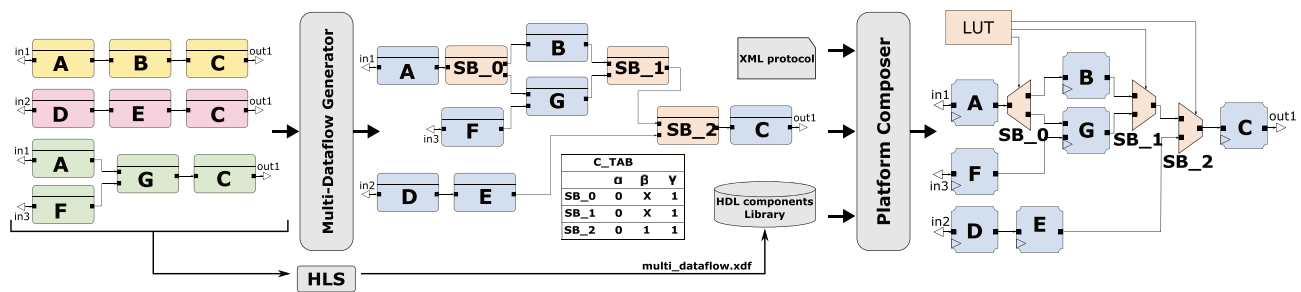 in1
A
B
C
out1
in2
D
E
C
out1
in1
A
in3
F
G
C
out1
HLS
multi_dataflow.xdf
Multi-Dataflow Generator
in1
A
SB_0
B
G
SB_1
in3
F
SB_2
C
out1
in2
D
E
C_TAB
α β γ
SB_0 0 X 1
SB_1 0 X 1
SB_2 0 1 1
XML protocol
HDL components
Library
Platform Composer
LUT
in1
A
SB_0
B
G
SB_1
SB_2
C
out1
in3
F
in2
D
E